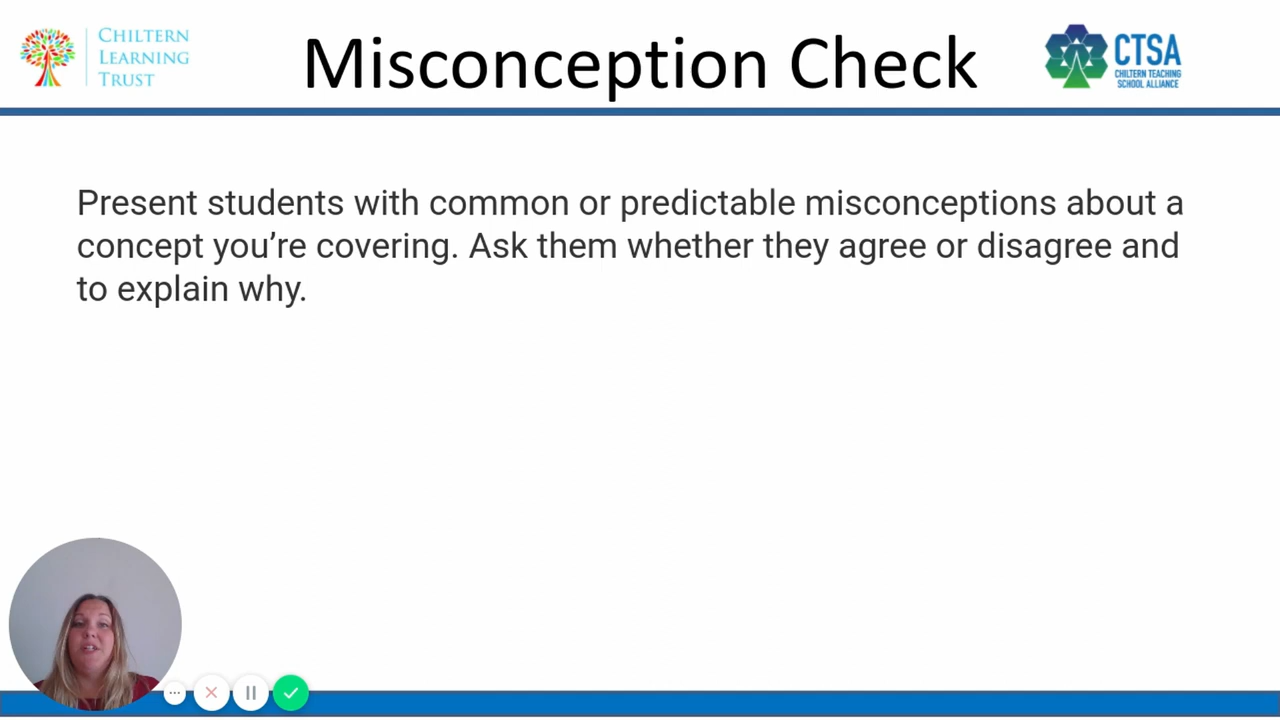 CHILTERN
LEARNING
TRUST
Misconception Check
CTSA
CHILTERN TEACHING
SCHOOL ALLIANCE
Present students with common or predictable misconceptions about a
concept you’re covering. Ask them whether they agree or disagree and
to explain why.